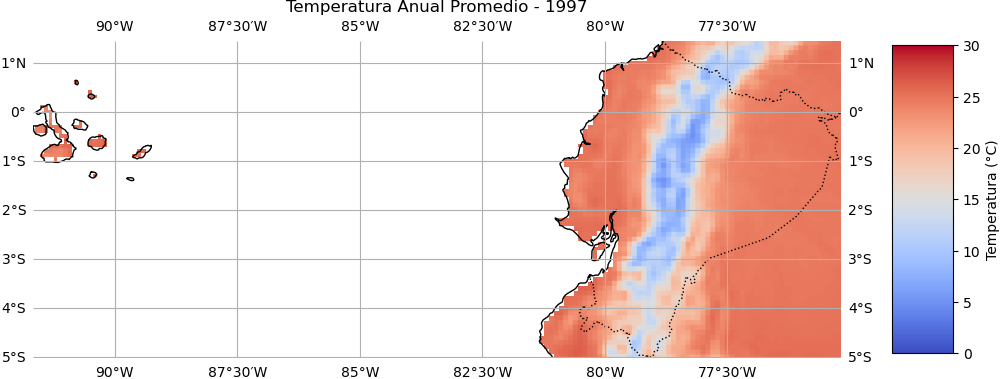 Temperatura Anual Promedio - 1997
90°W 87°30′W 85°W 82°30′W 80°W 77°30′W
1°N 1°N
0° 0°
1°S 1°S
2°S 2°S
3°S 3°S
4°S 4°S
5°S 5°S
90°W 87°30′W 85°W 82°30′W 80°W 77°30′W
30
25
20
15
10
5
0
Temperatura (°C)